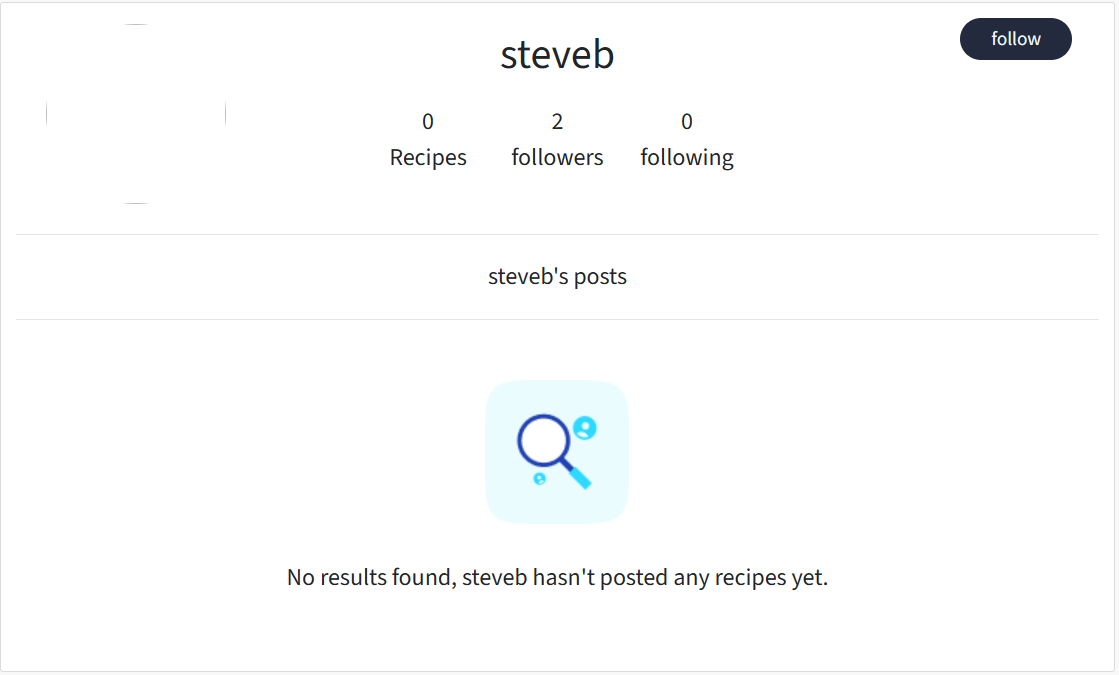 steveb
follow
0 2 0
Recipes followers following
steveb's posts
No results found, steveb hasn't posted any recipes yet.